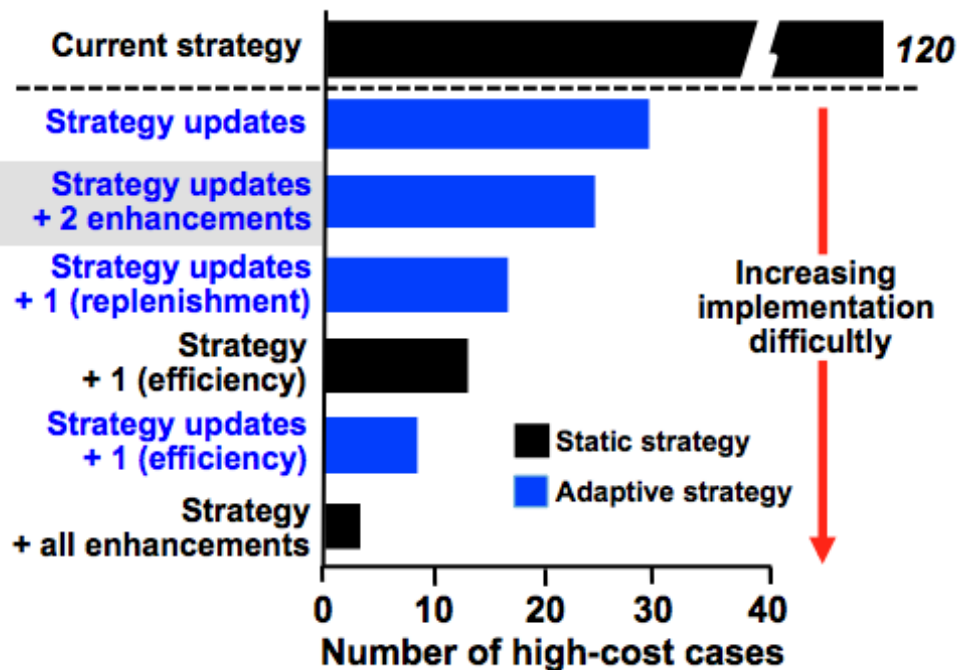 Current strategy
120
Strategy updates
Strategy updates
+ 2 enhancements
Strategy updates
+ 1 (replenishment)
Strategy
+ 1 (efficiency)
Strategy updates
+ 1 (efficiency)
Strategy
+ all enhancements
Increasing
implementation
difficultly
Static strategy
Adaptive strategy
0 10 20 30 40
Number of high-cost cases